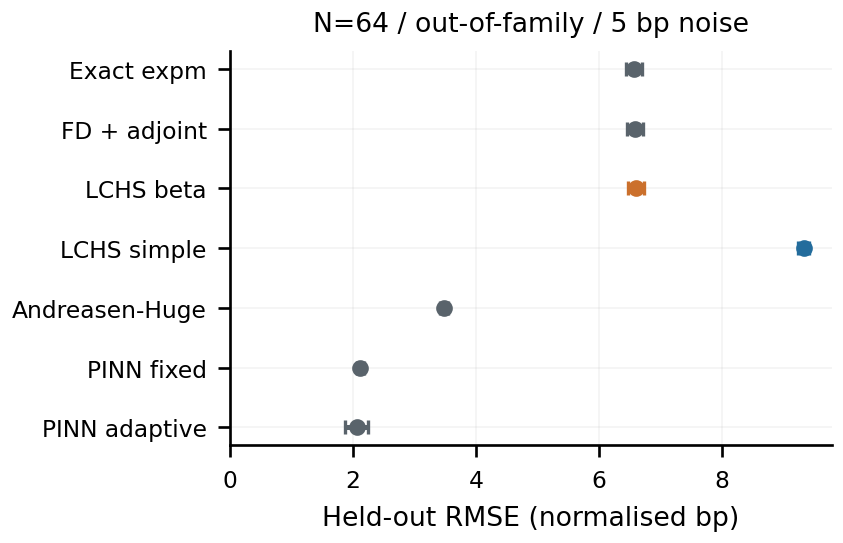 N=64 / out-of-family / 5 bp noise
Exact expm
FD + adjoint
LCHS beta
LCHS simple
Andreasen-Huge
PINN fixed
PINN adaptive
0 2 4 6 8
Held-out RMSE (normalised bp)